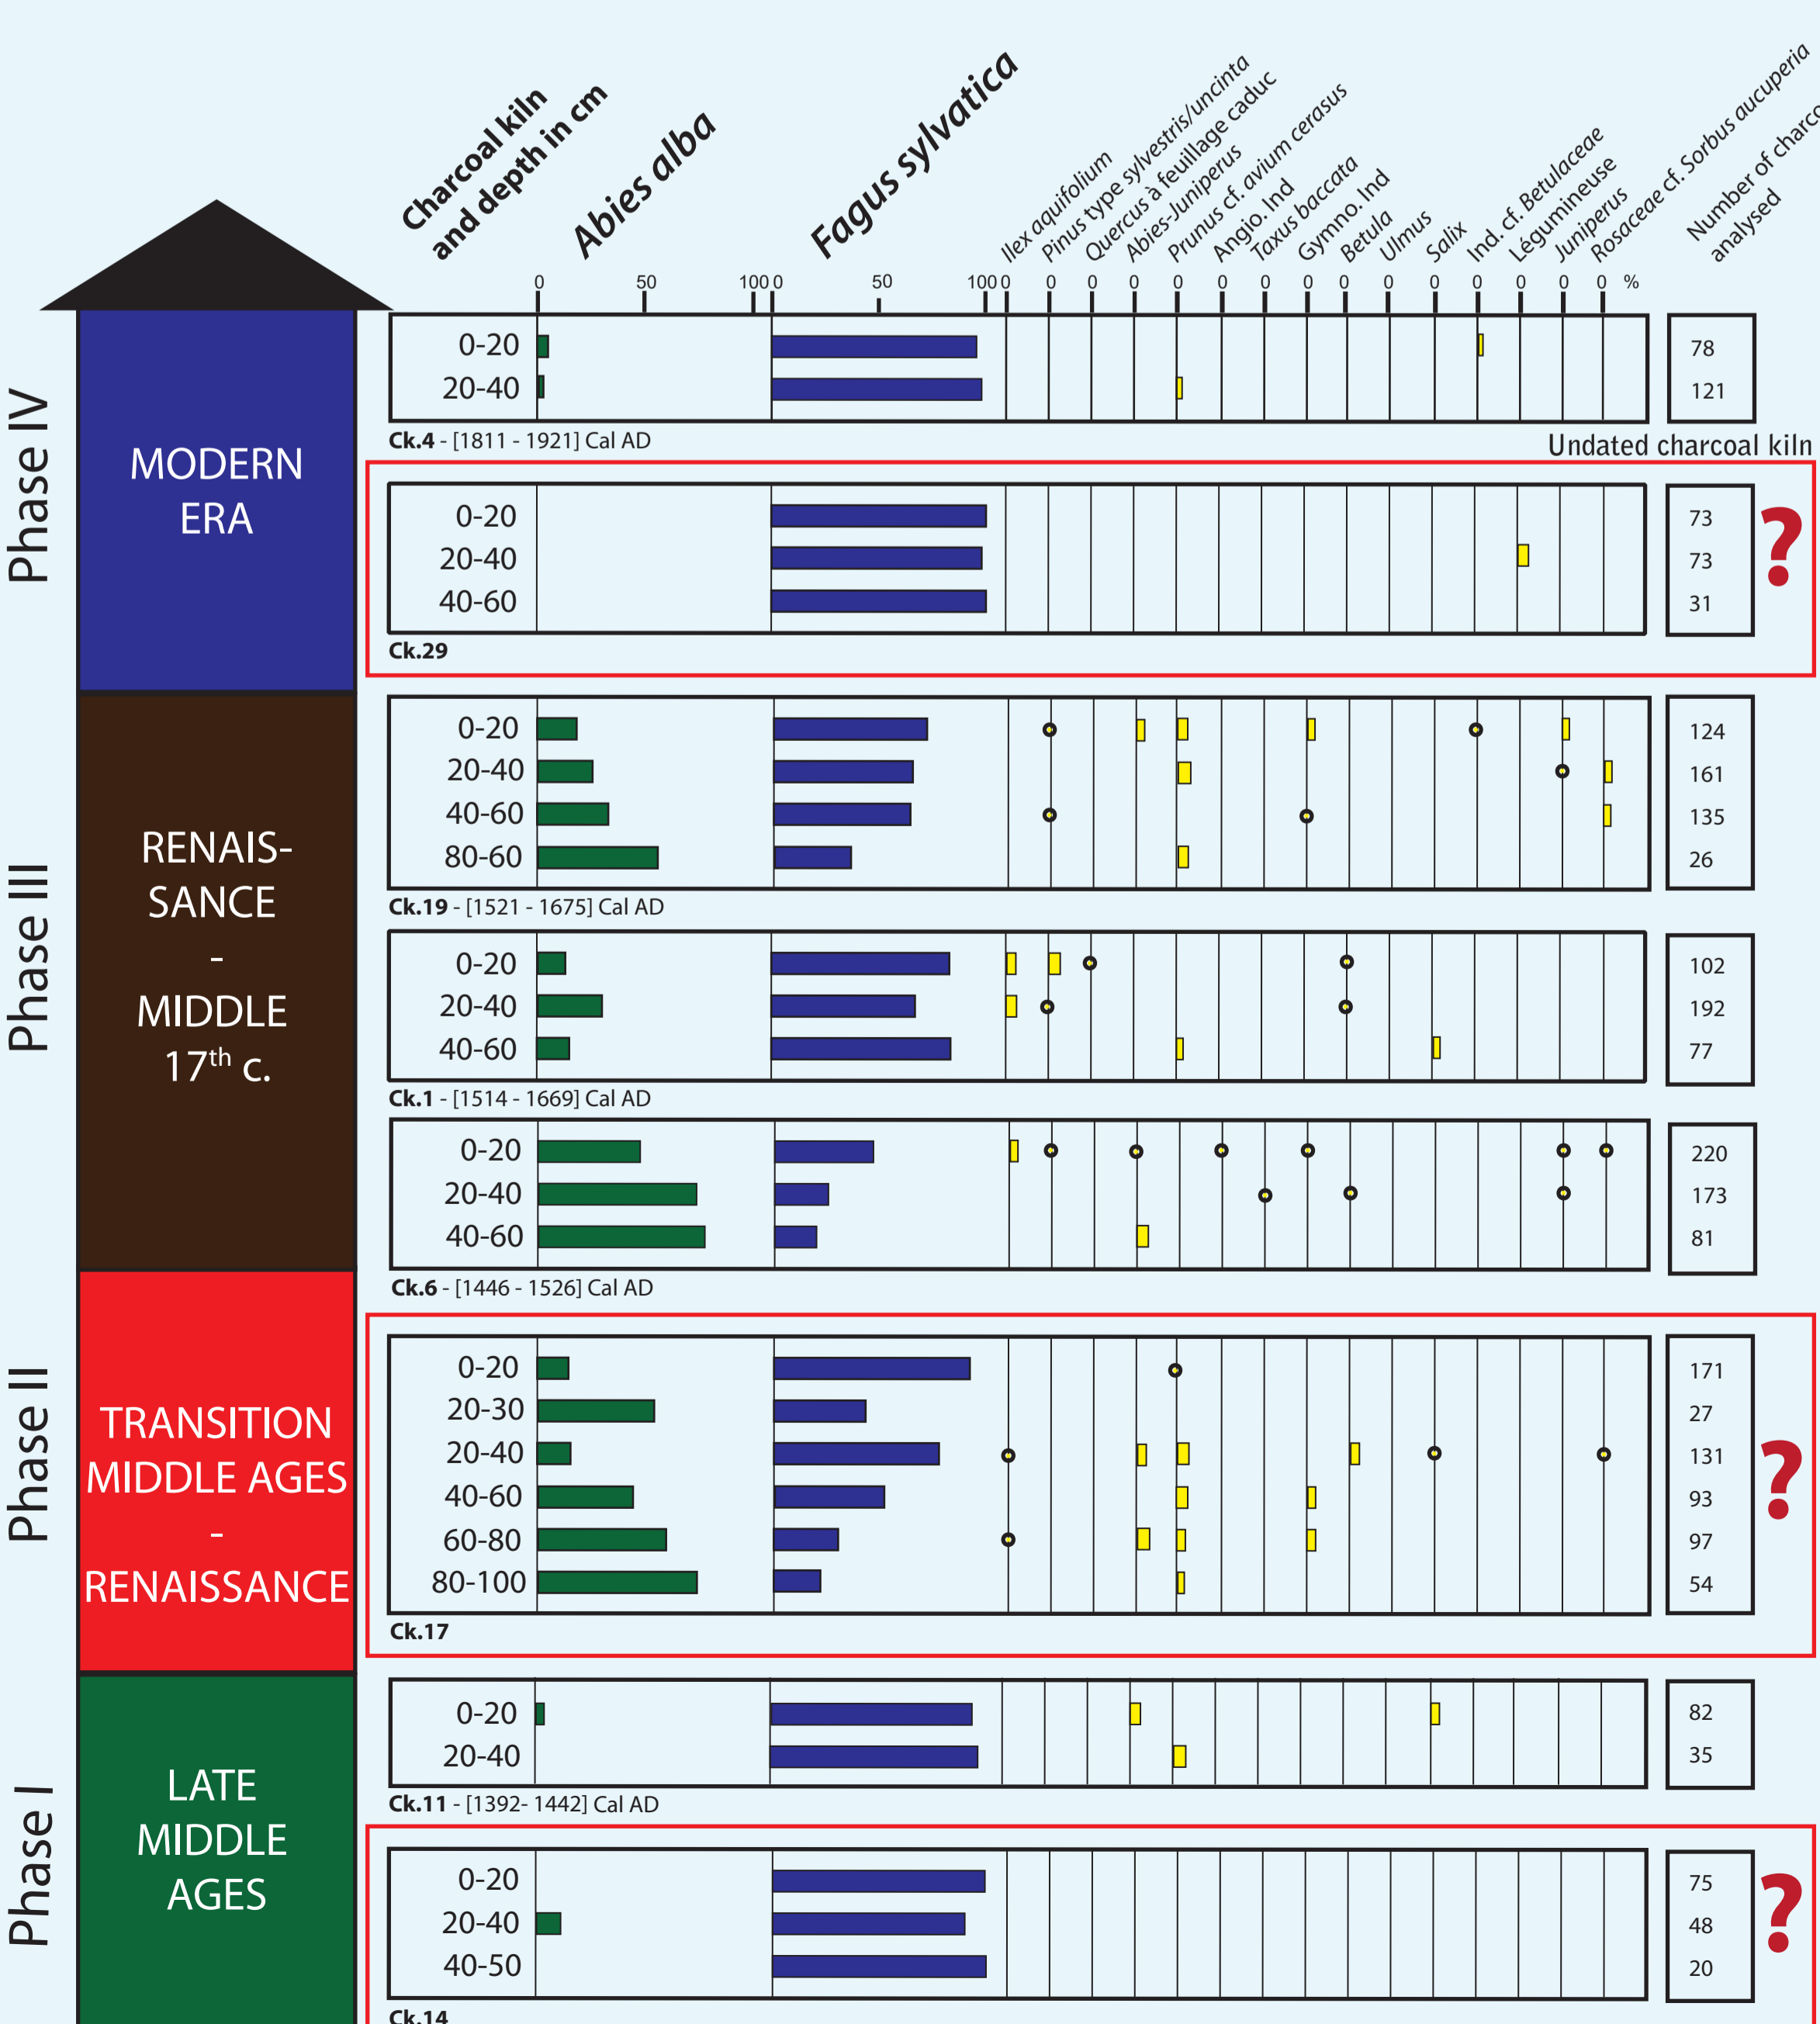 Charcoal kiln
and depth in cm
Abies alba
Fagus sylvatica
Ilex aquifolium
Pinus type sylvestris/uncinta
Quercus à feuillage caduc
Abies-Juniperus
Prunus cf. avium cerasus
Angio. Ind
Taxus baccata
Gymno. Ind
Betula
Ulmus
Salix
Ind. cf. Betulaceae
Légumineuse
Juniperus
Rosaceae cf. Sorbus aucuperia
Number of
analysed
0 50 100 0 50 100 0 0 0 0 0 0 0 0 0 0 0 0 0 0 0 %
Phase IV
MODERN
ERA
0-20 78
20-40 121
Ck.4 - [1811 - 1921] Cal AD
Undated charcoal kiln
0-20 73
20-40 73
40-60 31
?
Ck.29
Phase III
RENAIS-
SANCE
-
MIDDLE
17th c.
0-20 124
20-40 161
40-60 135
80-60 26
Ck.19 - [1521 - 1675] Cal AD
0-20 102
20-40 192
40-60 77
Ck.1 - [1514 - 1669] Cal AD
0-20 220
20-40 173
40-60 81
Ck.6 - [1446 - 1526] Cal AD
Phase II
TRANSITION
MIDDLE AGES
-
RENAISSANCE
0-20 171
20-30 27
20-40 131
40-60 93
60-80 97
80-100 54
?
Ck.17
Phase I
LATE
MIDDLE
AGES
0-20 82
20-40 35
Ck.11 - [1392- 1442] Cal AD
0-20 75
20-40 48
40-50 20
?
Ck.14